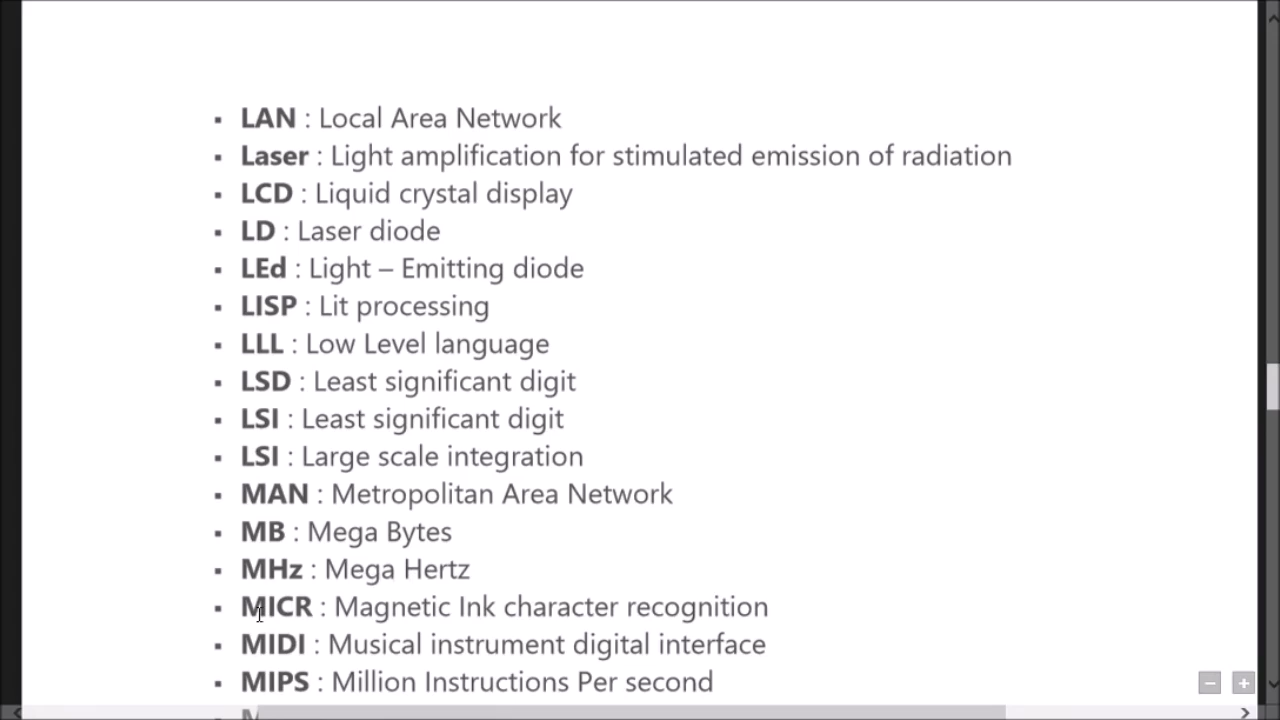 ▪ LAN : Local Area Network
▪ Laser : Light amplification for stimulated emission of radiation
▪ LCD : Liquid crystal display
▪ LD : Laser diode
▪ LEd : Light – Emitting diode
▪ LISP : Lit processing
▪ LLL : Low Level language
▪ LSD : Least significant digit
▪ LSI : Least significant digit
▪ LSI : Large scale integration
▪ MAN : Metropolitan Area Network
▪ MB : Mega Bytes
▪ MHz : Mega Hertz
▪ MICR : Magnetic Ink character recognition
▪ MIDI : Musical instrument digital interface
▪ MIPS : Million Instructions Per second